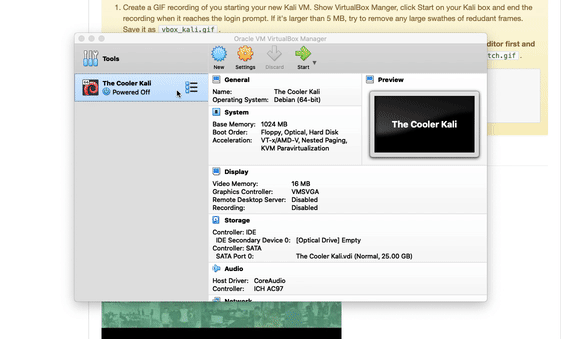 1. Create a GIF recording of you starting your new Kali VM. Show VirtualBox Manger, click Start on your Kali box and end the
recording when it reaches the login prompt. If it's larger than 5 MB, try to remove any large swathes of redudant frames.
Save it as vbox_kali.gif .
ditor first and
tch.gif .
Oracle VM VirtualBox Manager
Tools
New Settings Discard Start
The Cooler Kali
Powered Off
General
Name: The Cooler Kali
Operating System: Debian (64-bit)
Preview
The Cooler Kali
System
Base Memory: 1024 MB
Boot Order: Floppy, Optical, Hard Disk
Acceleration: VT-x/AMD-V, Nested Paging,
KVM Paravirtualization
Display
Video Memory: 16 MB
Graphics Controller: VMSVGA
Remote Desktop Server: Disabled
Recording: Disabled
Storage
Controller: IDE
IDE Secondary Device 0: [Optical Drive] Empty
Controller: SATA
SATA Port 0: The Cooler Kali.vdi (Normal, 25.00 GB)
Audio
Host Driver: CoreAudio
Controller: ICH AC97
Network